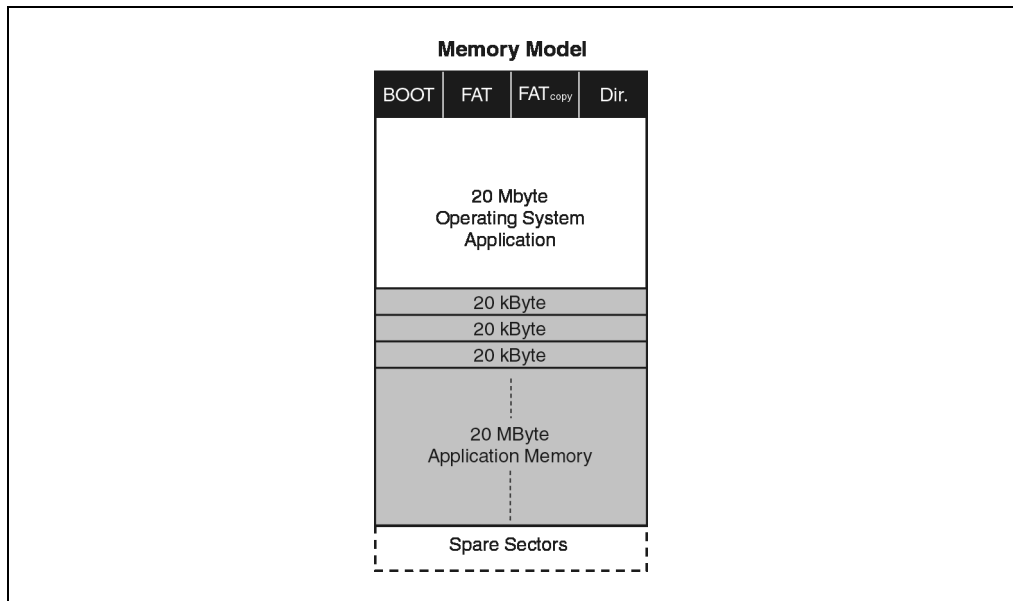 Memory Model
BOOT FAT FATcopy Dir.
20 Mbyte
Operating System
Application
20 kByte
20 kByte
20 kByte
20 MByte
Application Memory
Spare Sectors